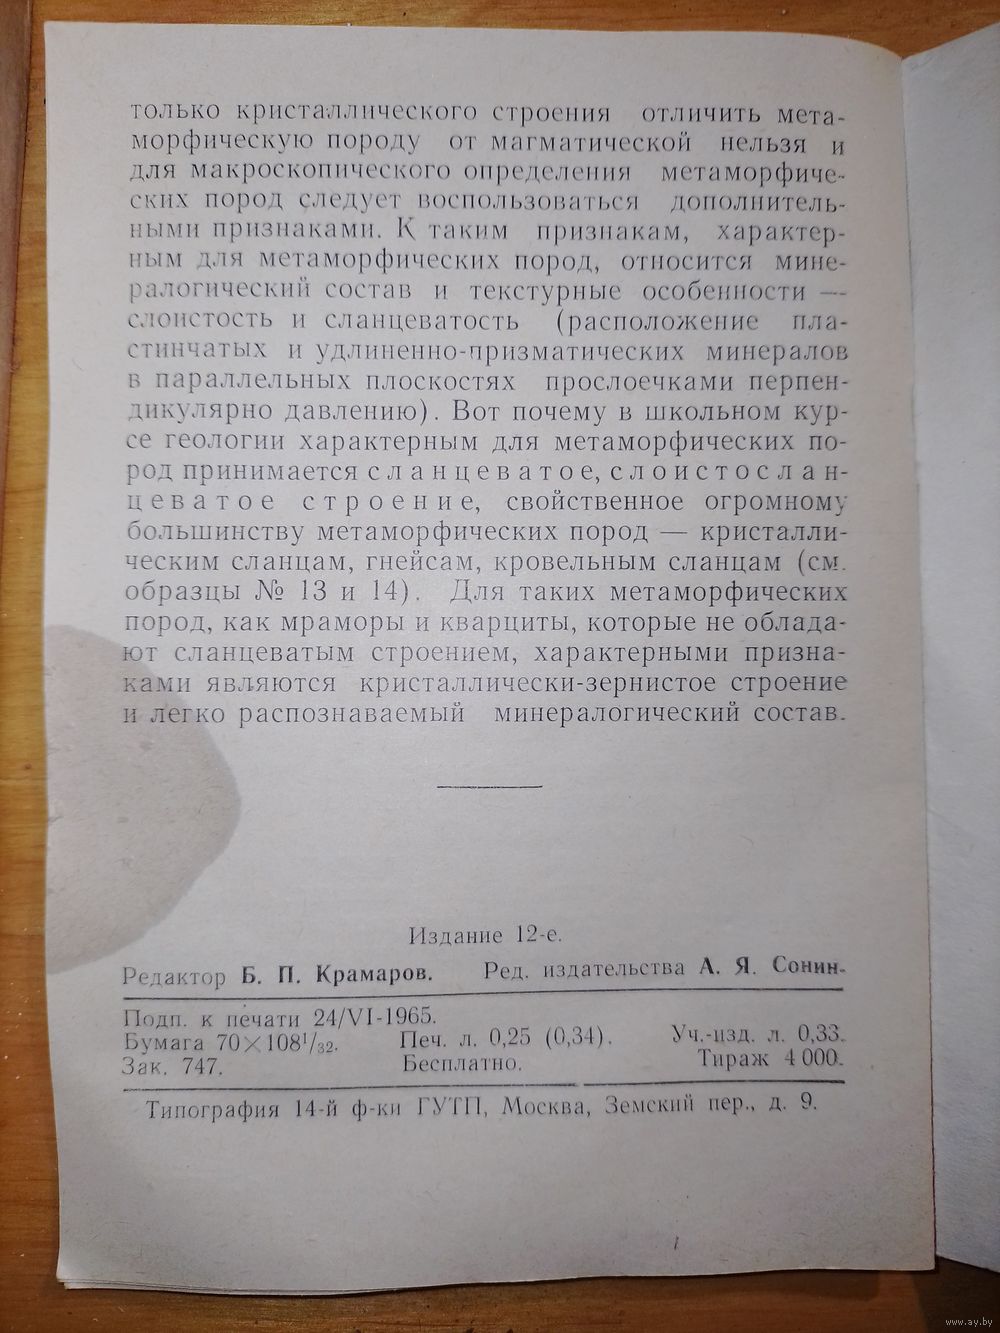 только кристаллического строения отличить мета-
морфическую породу от магматической нельзя и
для макроскопического определения метаморфиче-
ских пород следует воспользоваться дополнитель-
ными признаками. К таким признакам, характер-
ным для метаморфических пород, относится мине-
ралогический состав и текстурные особенности —
слоистость и сланцеватость (расположение пла-
стинчатых и удлиненно-призматических минералов
в параллельных плоскостях прослоечками перпен-
дикулярно давлению). Вот почему в школьном кур-
се геологии характерным для метаморфических по-
род принимается сланцеватое, слоистослан-
цеватое строение, свойственное огромному
большинству метаморфических пород — кристалли-
ческим сланцам, гнейсам, кровельным сланцам (см.
образцы № 13 и 14). Для таких метаморфических
пород, как мраморы и кварциты, которые не облада-
ют сланцеватым строением, характерными призна-
ками являются кристаллически-зернистое строение
и легко распознаваемый минералогический состав.
Издание 12-е.
Редактор Б. П. Крамаров. Ред. издательства А. Я. Сонин.
Подп. к печати 24/VI-1965.
Бумага 70×108¹/₃₂. Печ. л. 0,25 (0,34). Уч.-изд. л. 0,33.
Зак. 747. Бесплатно. Тираж 4 000.
Типография 14-й ф-ки ГУТП, Москва, Земский пер., д. 9.
www.ay.by